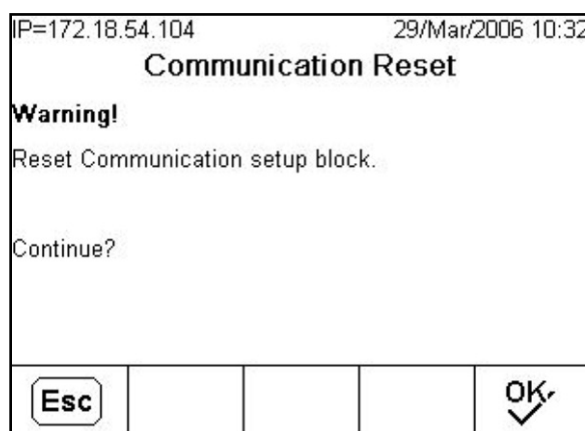 IP=172.18.54.104 29/Mar/2006 10:32
Communication Reset
Warning!
Reset Communication setup block.
Continue?
Esc OK